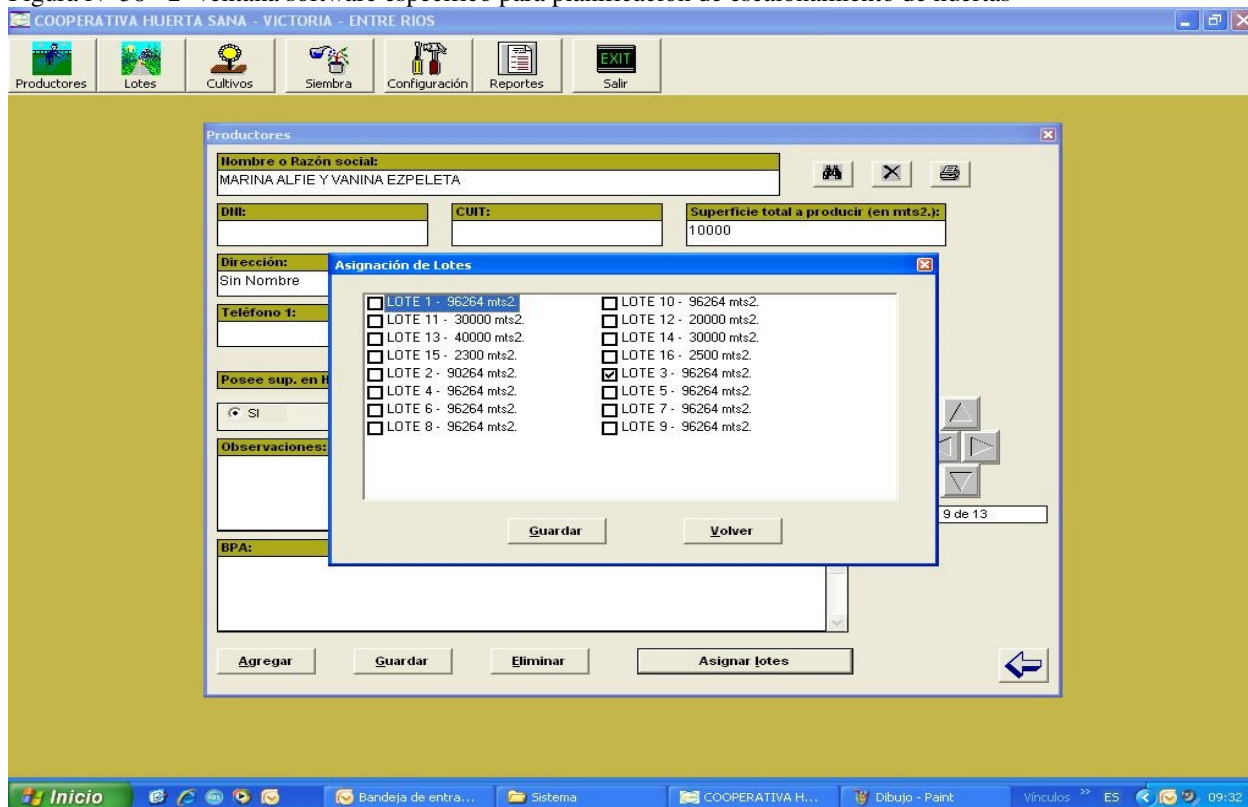 COOPERATIVA HUERTA SANA - VICTORIA - ENTRE RIOS
Productores
Lotes
Cultivos
Siembra
Configuración
Reportes
EXIT
Salir
Productores
Nombre o Razón social:
MARINA ALFIE Y VANINA EZPELETA
DNI:
CUIT:
Superficie total a producir (en mts2.):
10000
Dirección:
Sin Nombre
Teléfono 1:
Posee sup. en H
SI
Observaciones:
Asignación de Lotes
LOTE 1 - 96264 mts2.
LOTE 10 - 96264 mts2.
LOTE 11 - 30000 mts2.
LOTE 12 - 20000 mts2.
LOTE 13 - 40000 mts2.
LOTE 14 - 30000 mts2.
LOTE 15 - 2300 mts2.
LOTE 16 - 2500 mts2.
LOTE 2 - 90264 mts2.
LOTE 3 - 96264 mts2.
LOTE 4 - 96264 mts2.
LOTE 5 - 96264 mts2.
LOTE 6 - 96264 mts2.
LOTE 7 - 96264 mts2.
LOTE 8 - 96264 mts2.
LOTE 9 - 96264 mts2.
Guardar
Volver
9 de 13
BPA:
Agregar
Guardar
Eliminar
Asignar lotes
Inicio
Bandeja de entra...
Sistema
COOPERATIVA H...
Dibujo - Paint
Vínculos
ES
09:32